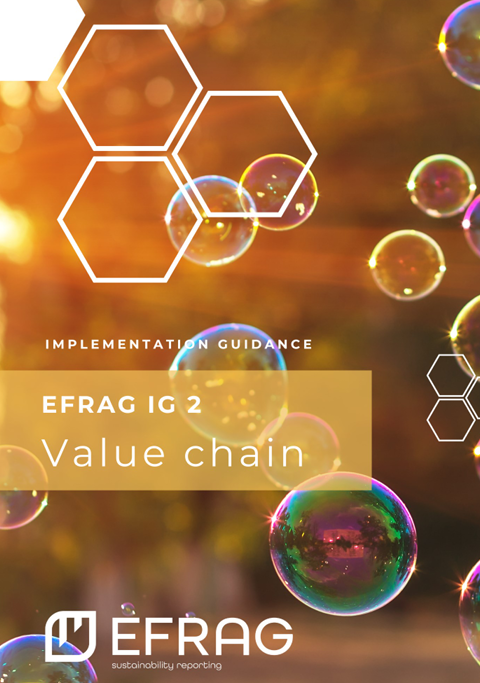 IMPLEMENTATION GUIDANCE
EFRAG IG 2
Value chain
EFRAG
sustainability reporting